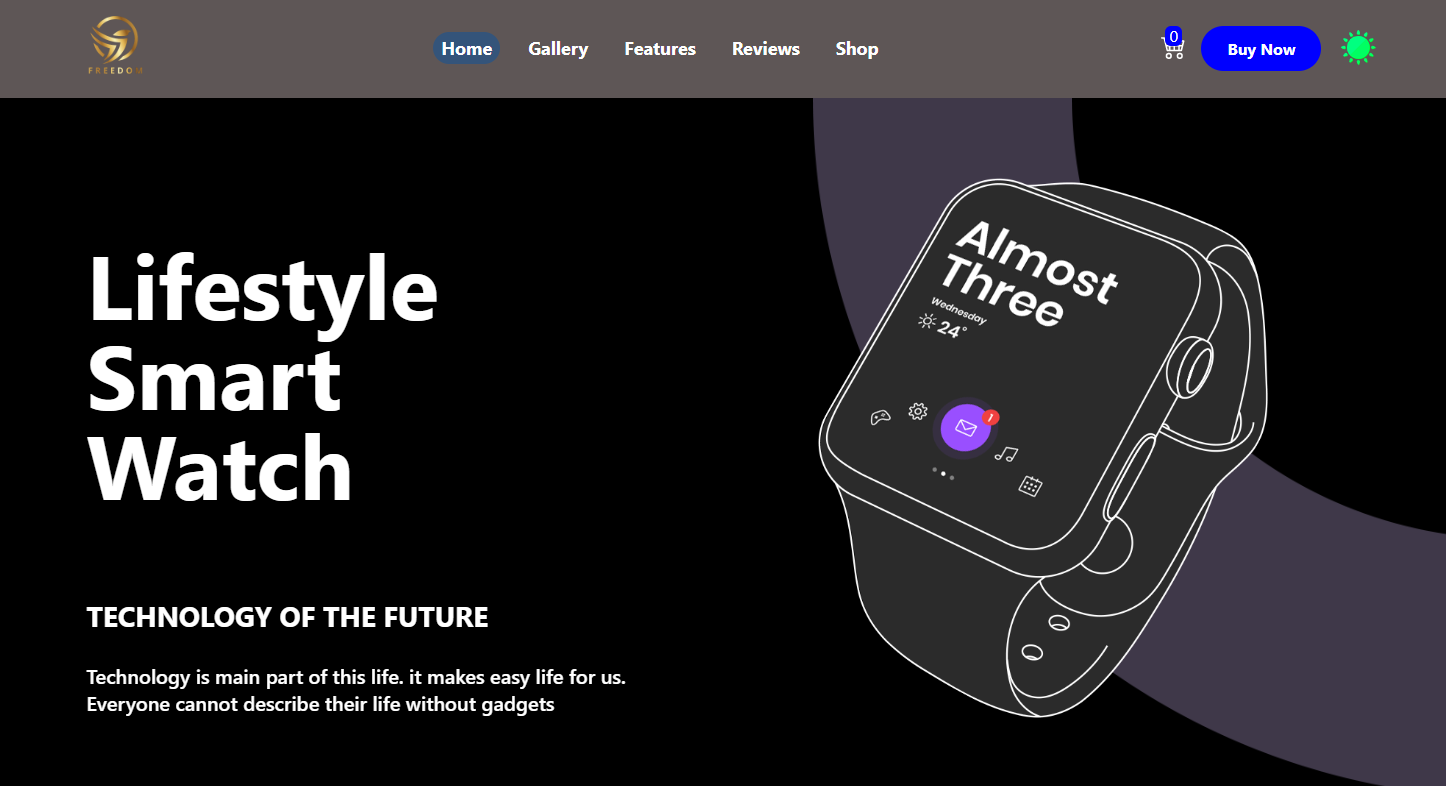 FREEDOM
Home
Gallery
Features
Reviews
Shop
0
Buy Now
Almost
Three
Wednesday
24°
1
Lifestyle
Smart
Watch
TECHNOLOGY OF THE FUTURE
Technology is main part of this life. it makes easy life for us.
Everyone cannot describe their life without gadgets